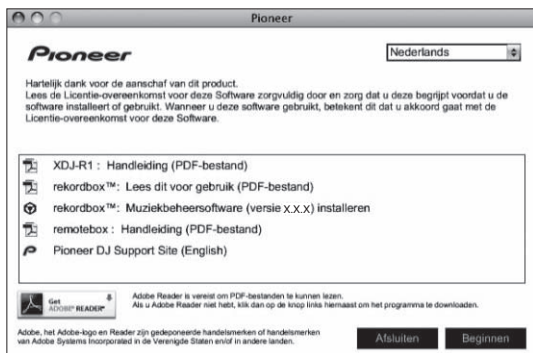 Pioneer
Pioneer
Nederlands
Hartelijk dank voor de aanschaf van dit product.
Lees de Licentie-overeenkomst voor deze Software zorgvuldig door en zorg dat u deze begrijpt voordat u de
software installeert of gebruikt. Wanneer u deze software gebruikt, betekent dit dat u akkoord gaat met de
Licentie-overeenkomst voor deze Software.
XDJ-R1 : Handleiding (PDF-bestand)
rekordbox™: Lees dit voor gebruik (PDF-bestand)
rekordbox™: Muziekbeheersoftware (versie x.x.x) installeren
remotebox : Handleiding (PDF-bestand)
Pioneer DJ Support Site (English)
Get
ADOBE® READER®
Adobe Reader is vereist om PDF-bestanden te kunnen lezen.
Als u Adobe Reader niet hebt, klik dan op de knop links hiernaast om het programma te downloaden.
Adobe, het Adobe-logo en Reader zijn gedeponeerde handelsmerken of handelsmerken
van Adobe Systems Incorporated in de Verenigde Staten en/of in andere landen.
Afsluiten
Beginnen